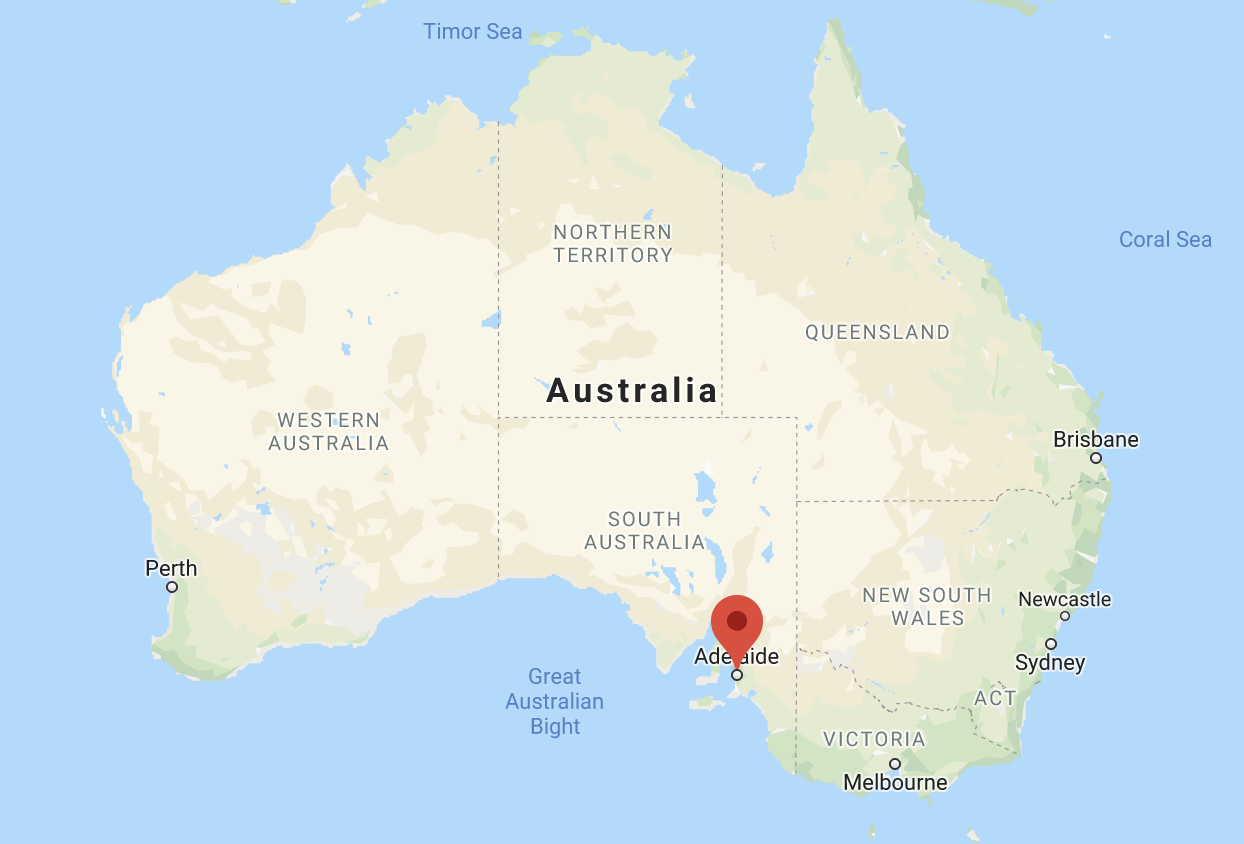 Timor Sea
NORTHERN
TERRITORY
Coral Sea
QUEENSLAND
Australia
WESTERN
AUSTRALIA
Brisbane
SOUTH
AUSTRALIA
Perth
NEW SOUTH
WALES
Newcastle
Adelaide
Sydney
Great
Australian
Bight
ACT
VICTORIA
Melbourne